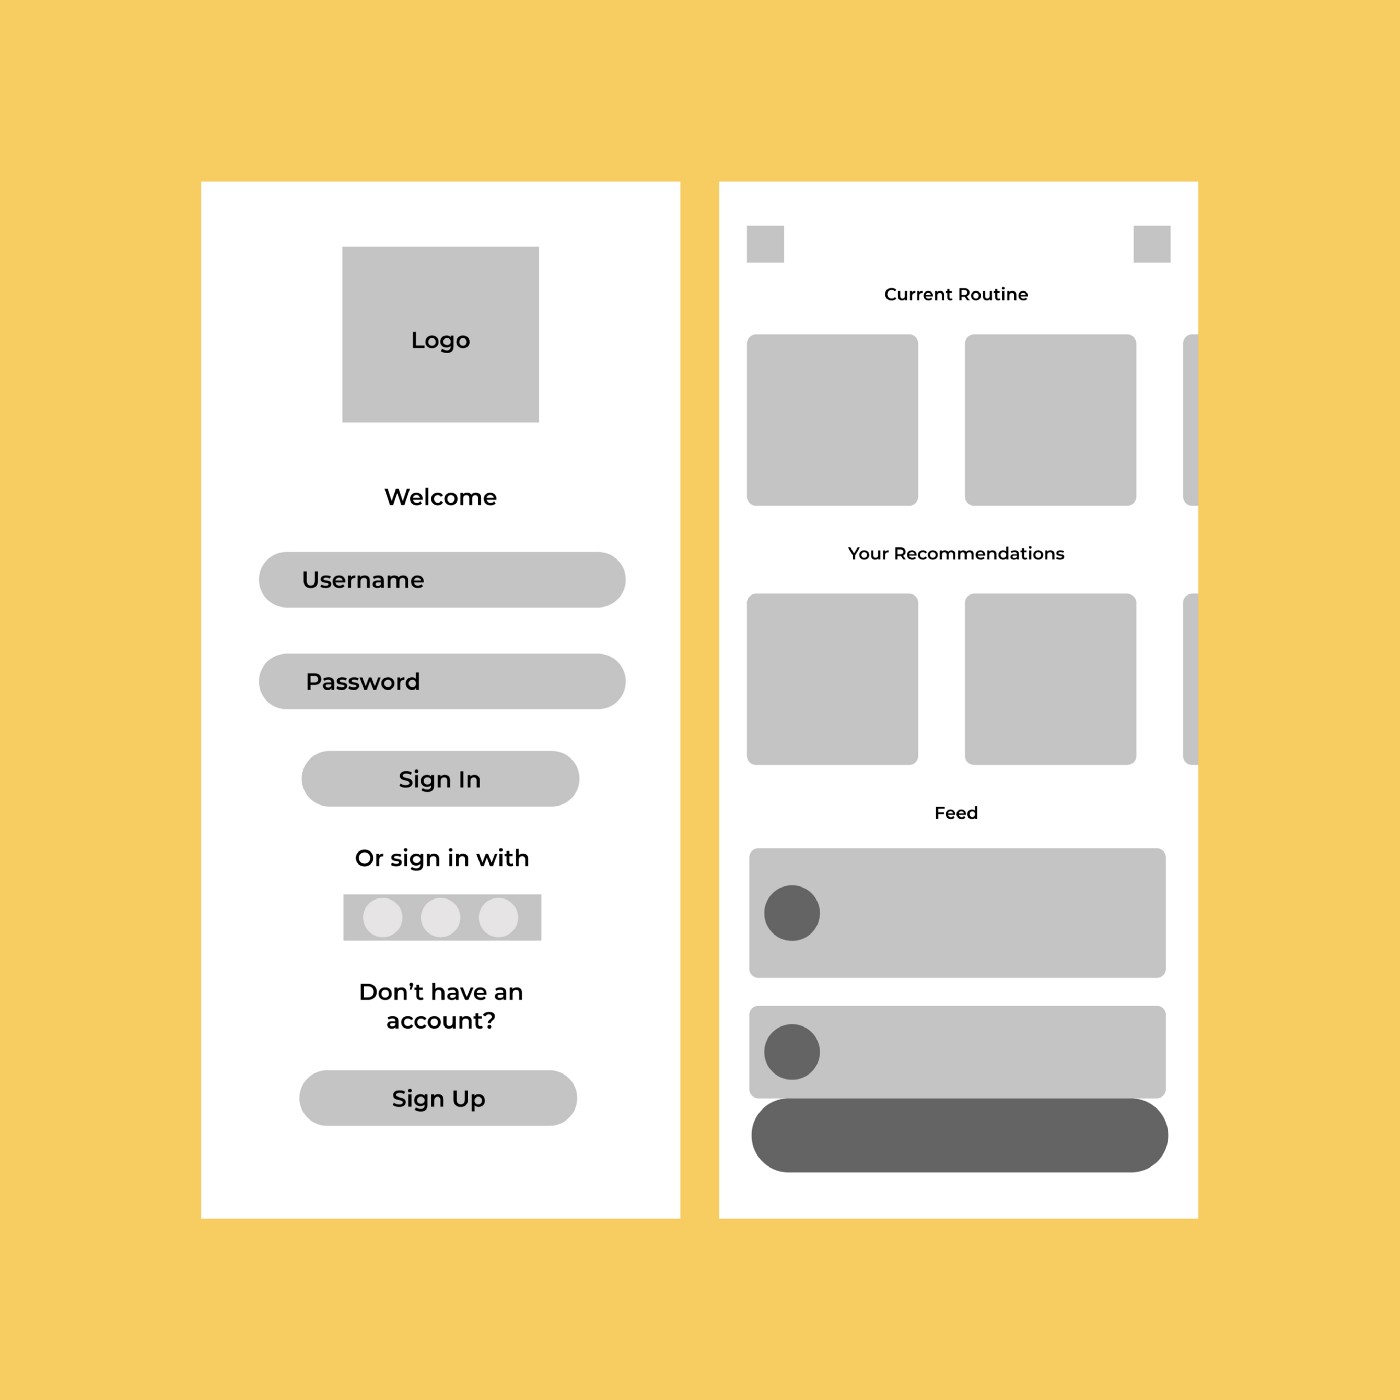 Logo
Welcome
Username
Password
Sign In
Or sign in with
Don’t have an
account?
Sign Up
Current Routine
Your Recommendations
Feed